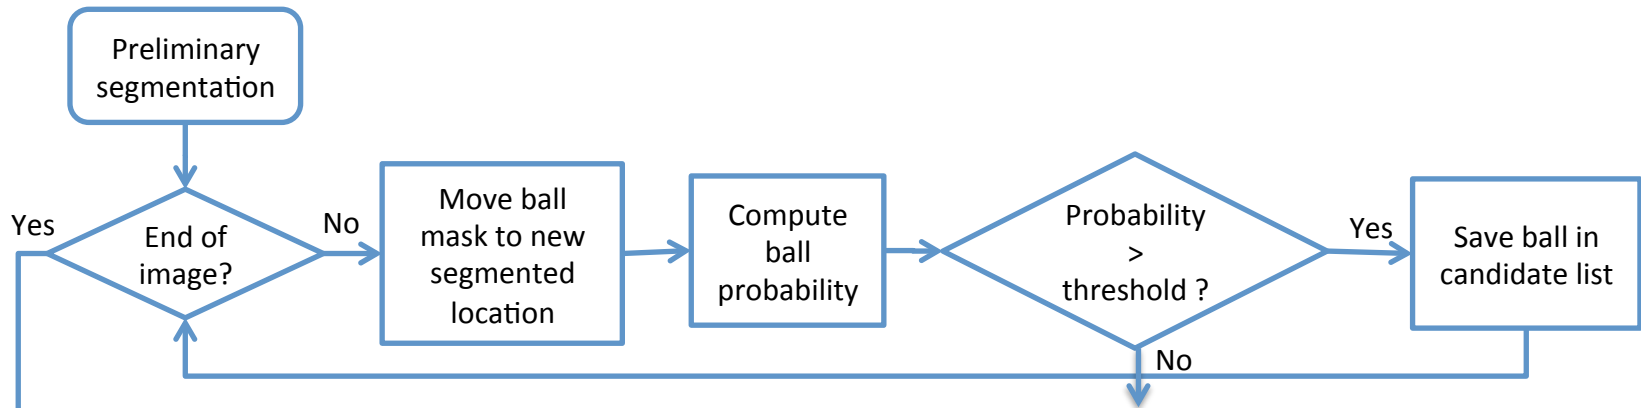 Preliminary
segmentation
Yes
End of
image?
No
Move ball
mask to new
segmented
location
Compute
ball
probability
Probability
>
threshold ?
Yes
No
Save ball in
candidate list